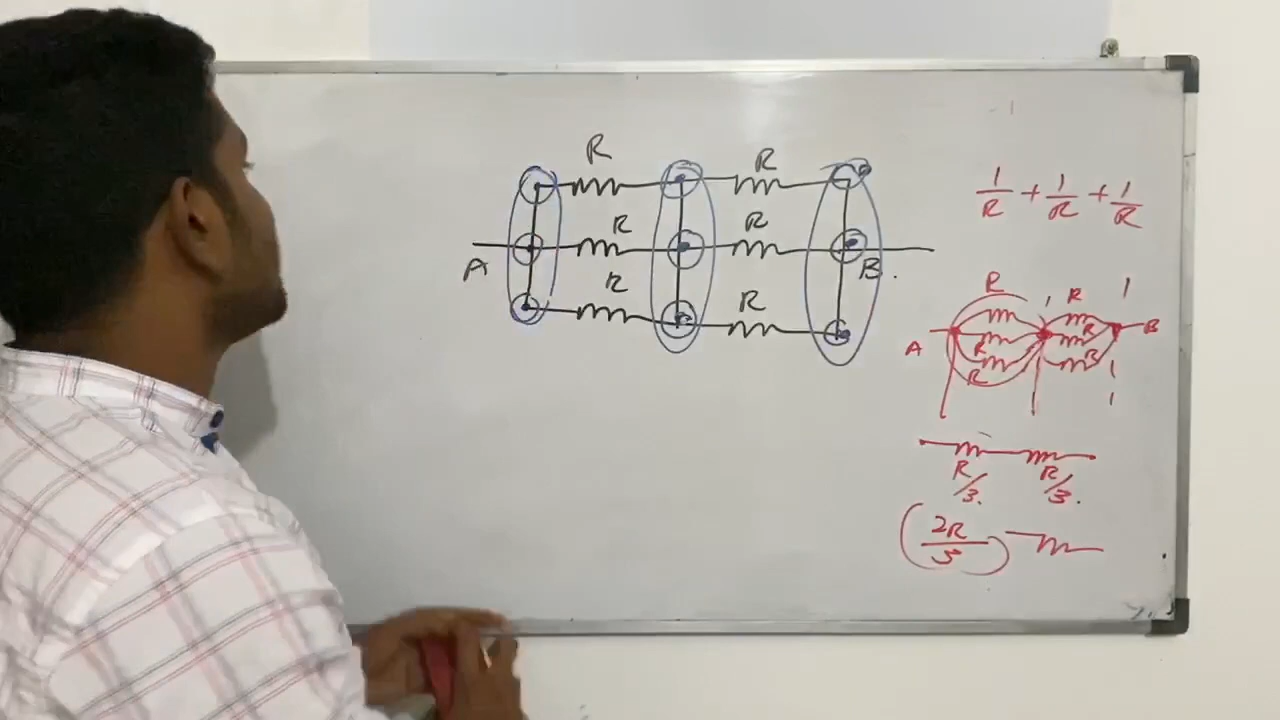 R R
R R
A B.
R R
1/R + 1/R + 1/R
R R
R
A R B
R R
R/3. R/3.
(2R/3)